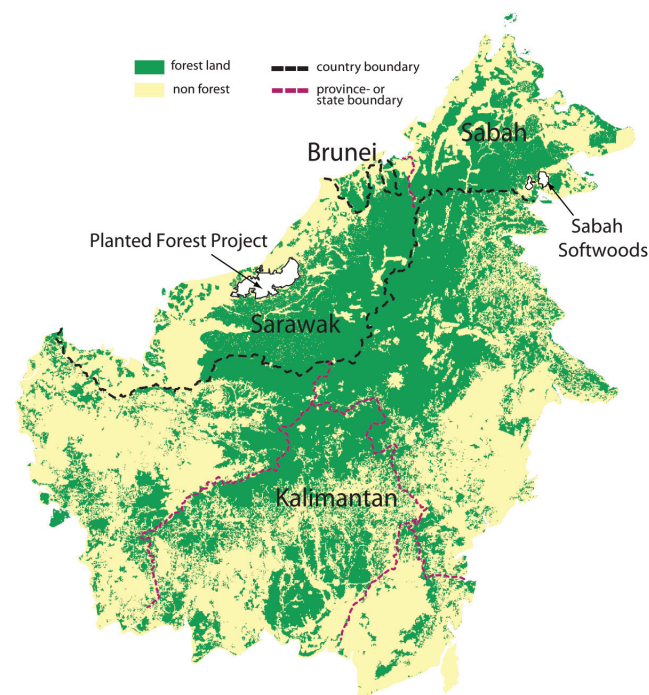 forest land
non forest
country boundary
province- or
state boundary
Sabah
Brunei
Sabah
Softwoods
Planted Forest Project
Sarawak
Kalimantan